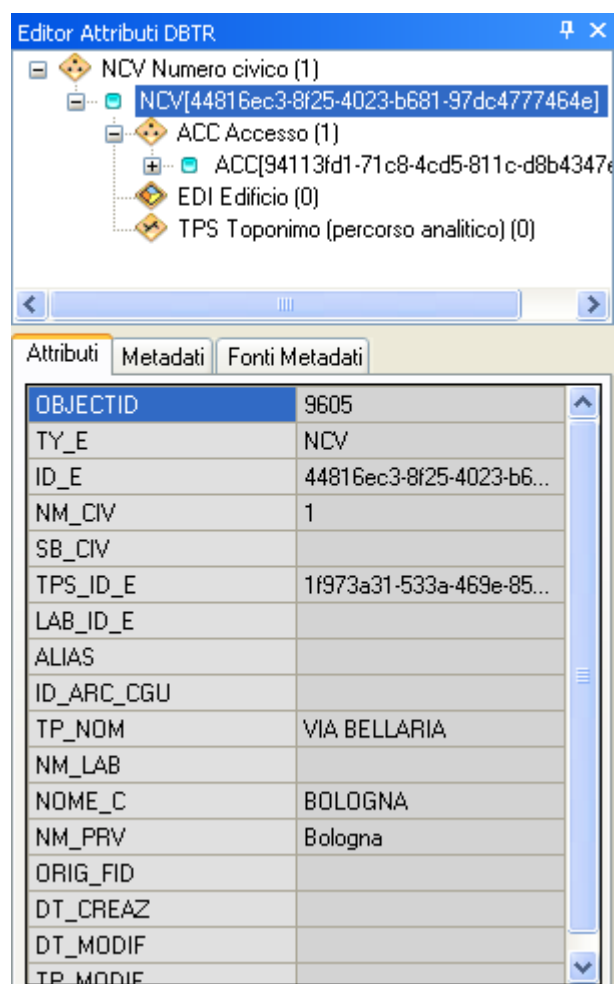 Editor Attributi DBTR
NCV Numero civico (1)
NCV[44816ec3-8f25-4023-b681-97dc4777464e]
ACC Accesso (1)
ACC[94113fd1-71c8-4cd5-811c-d8b4347e
EDI Edificio (0)
TPS Toponimo (percorso analitico) (0)
Attributi Metadati Fonti Metadati
OBJECTID 9605
TY_E NCV
ID_E 44816ec3-8f25-4023-b6...
NM_CIV 1
SB_CIV
TPS_ID_E 1f973a31-533a-469e-85...
LAB_ID_E
ALIAS
ID_ARC_CGU
TP_NOM VIA BELLARIA
NM_LAB
NOME_C BOLOGNA
NM_PRV Bologna
ORIG_FID
DT_CREAZ
DT_MODIF
TP_MODIF